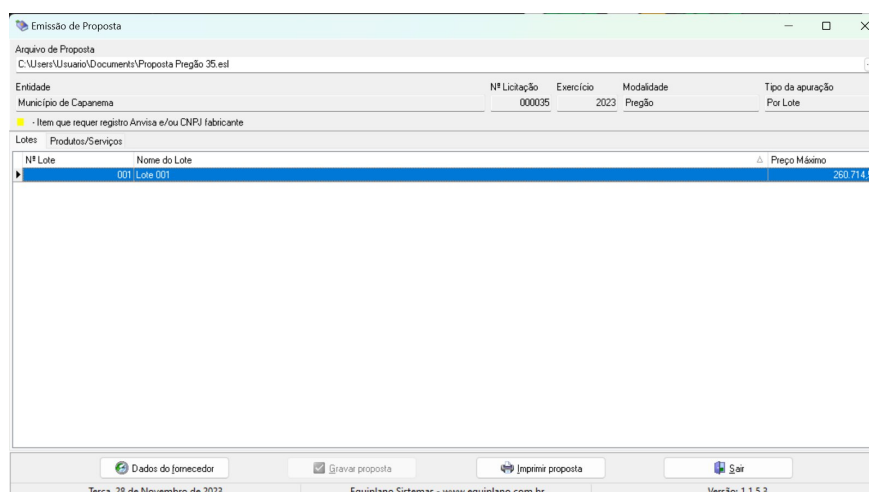 Emissão de Proposta
Arquivo de Proposta
C:\Users\Usuario\Documents\Proposta Pregão 35.esl
Entidade Nº Licitação Exercício Modalidade Tipo da apuração
Município de Capanema 000035 2023 Pregão Por Lote
- Item que requer registro Anvisa e/ou CNPJ fabricante
Lotes Produtos/Serviços
Nº Lote Nome do Lote Preço Máximo
001 Lote 001 260.714,
Dados do fornecedor Gravar proposta Imprimir proposta Sair
Terça, 28 de Novembro de 2023 Equiplano Sistemas - www.equiplano.com.br Versão: 1.1.5.3